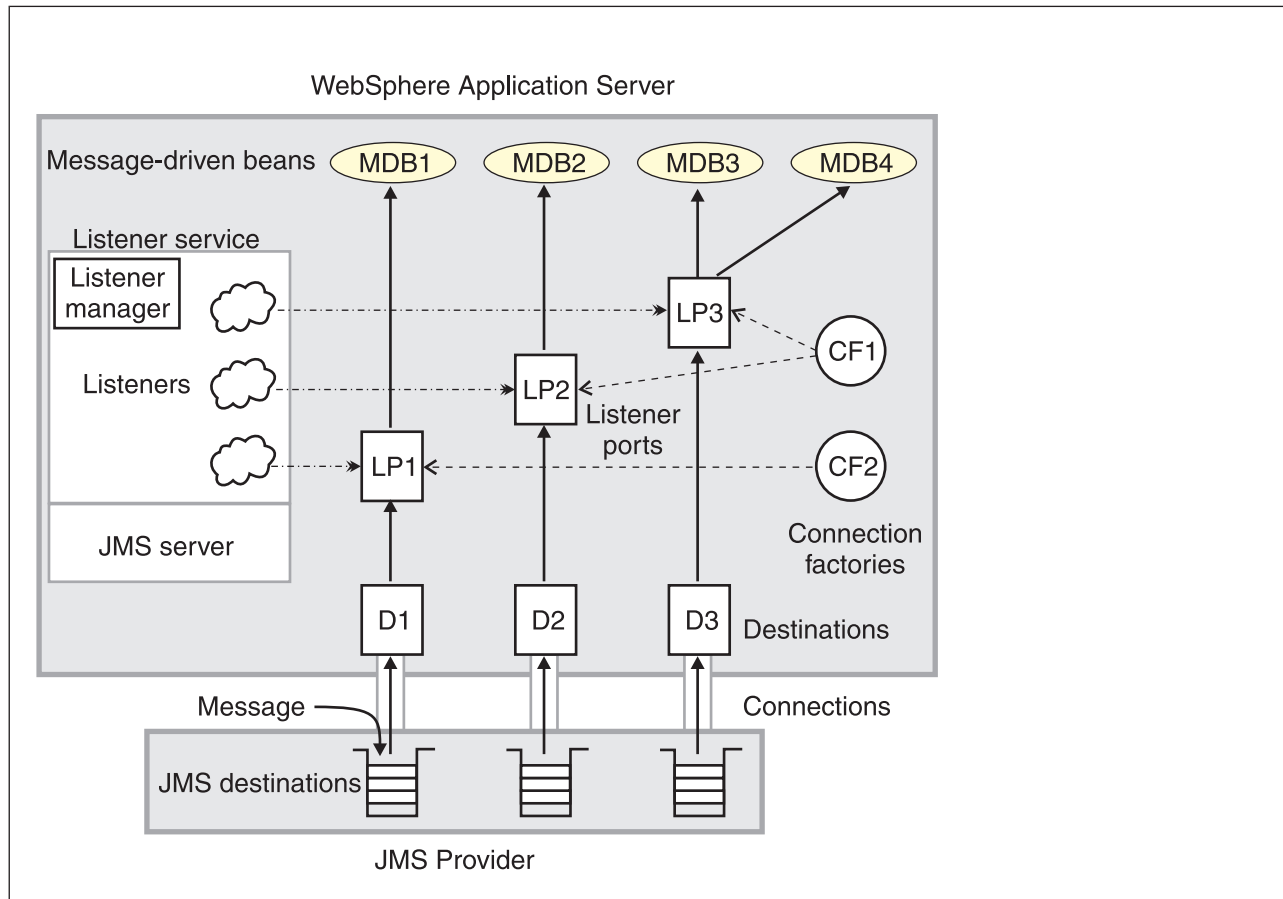 WebSphere Application Server
Message-driven beans
MDB1
MDB2
MDB3
MDB4
Listener service
Listener
manager
LP3
CF1
Listeners
LP2
Listener
ports
LP1
CF2
JMS server
Connection
factories
D1
D2
D3
Destinations
Message
Connections
JMS destinations
JMS Provider